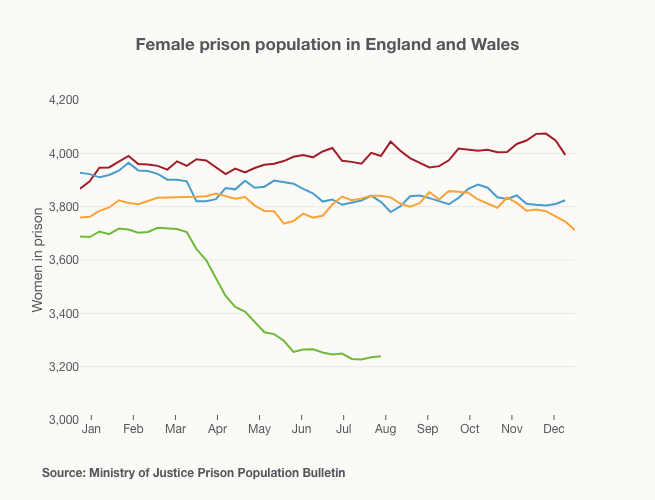 Female prison population in England and Wales
4,200
4,000
3,800
3,600
3,400
3,200
3,000
Women in prison
Jan Feb Mar Apr May Jun Jul Aug Sep Oct Nov Dec
Source: Ministry of Justice Prison Population Bulletin